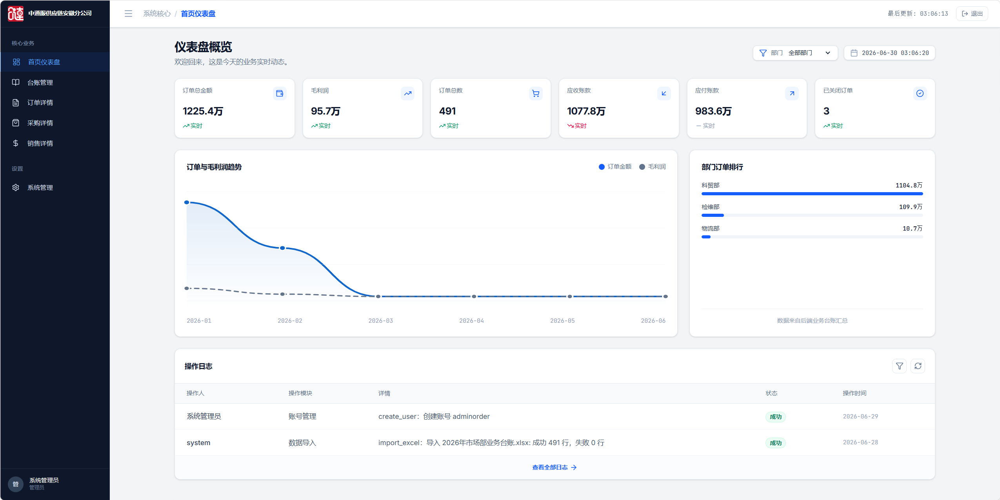 中通服供应链安徽分公司
系统核心 / 首页仪表盘
最后更新: 03:06:13
退出
核心业务
首页仪表盘
台账管理
订单详情
采购详情
销售详情
设置
系统管理
系统管理员
管理员
管
仪表盘概览
欢迎回来，这是今天的业务实时动态。
部门 全部部门
2026-06-30 03:06:20
订单总金额
1225.4万
实时
毛利润
95.7万
实时
订单总数
491
实时
应收账款
1077.8万
实时
应付账款
983.6万
实时
已关闭订单
3
实时
订单与毛利润趋势
订单金额 毛利润
2026-01 2026-02 2026-03 2026-04 2026-05 2026-06
部门订单排行
科贸部 1104.8万
检维部 109.9万
物流部 10.7万
数据来自后端业务台账汇总
操作日志
操作人 操作模块 详情 状态 操作时间
系统管理员 账号管理 create_user：创建账号 adminorder 成功 2026-06-29
system 数据导入 import_excel：导入 2026年市场部业务台账.xlsx: 成功 491 行，失败 0 行 成功 2026-06-28
查看全部日志